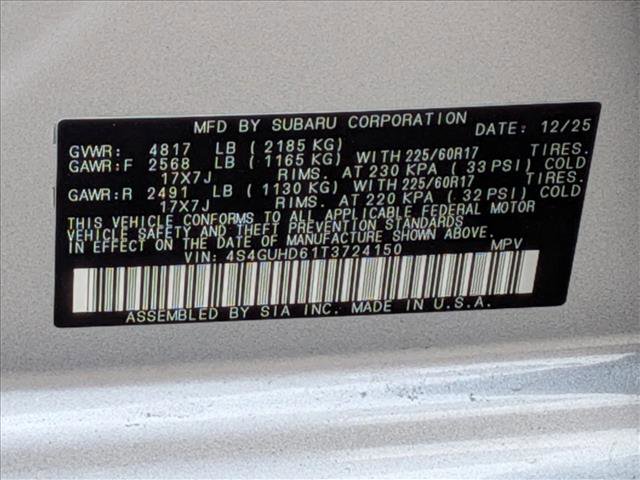 MFD BY SUBARU CORPORATION DATE: 12/25
GVWR: 4817 LB (2185 KG) TIRES.
GAWR:F 2568 LB (1165 KG) WITH 225/60R17
17X7J RIMS. AT 230 KPA (33 PSI) COLD
GAWR:R 2491 LB (1130 KG) WITH 225/60R17 TIRES.
17X7J RIMS. AT 220 KPA (32 PSI) COLD
THIS VEHICLE CONFORMS TO ALL APPLICABLE FEDERAL MOTOR
VEHICLE SAFETY AND THEFT PREVENTION STANDARDS
IN EFFECT ON THE DATE OF MANUFACTURE SHOWN ABOVE.
VIN: 4S4GUHD61T3724150 MPV
ASSEMBLED BY SIA INC. MADE IN U.S.A.